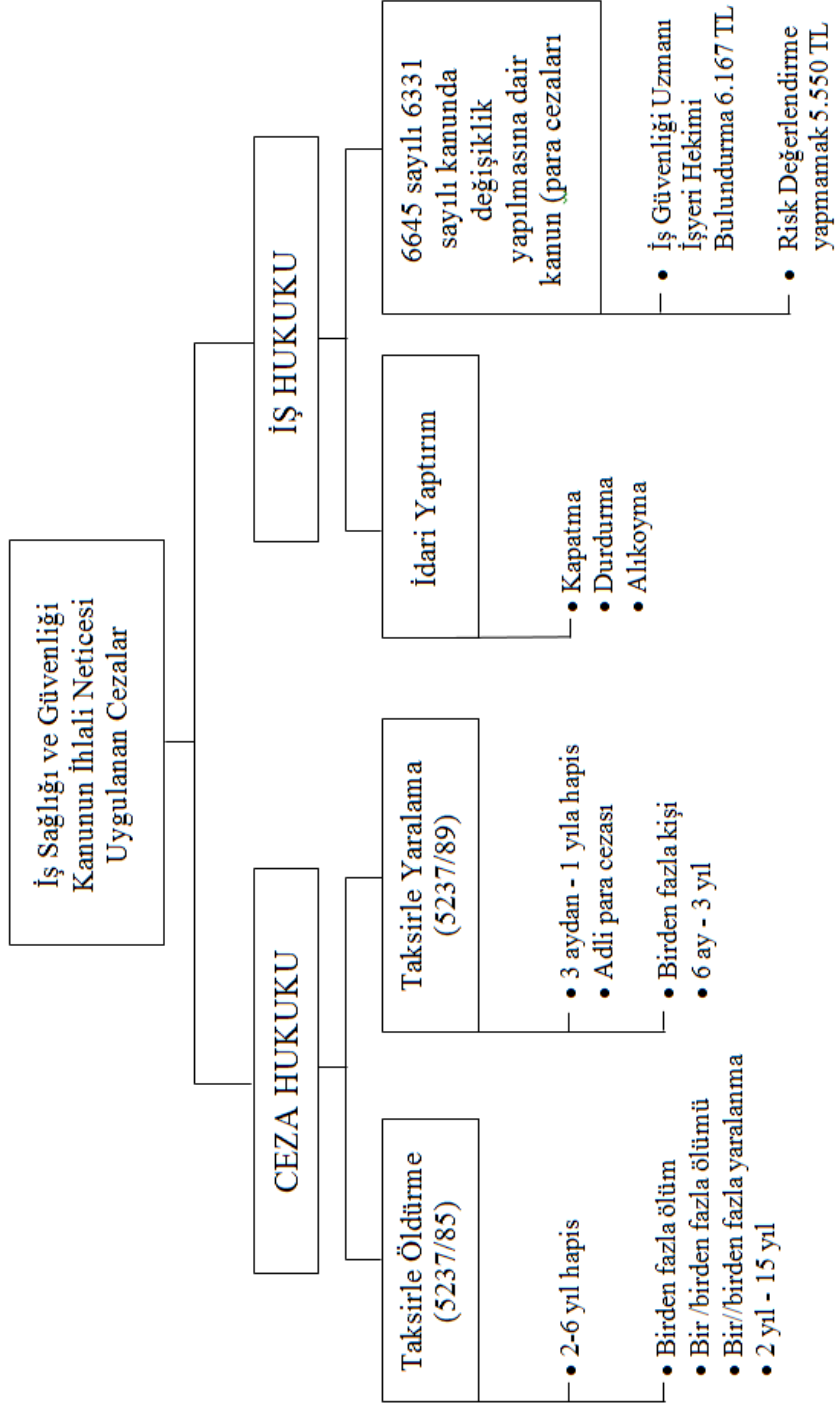 İş Sağlığı ve Güvenliği
Kanunun İhlali Neticesi
Uygulanan Cezalar
CEZA HUKUKU
Taksirle Öldürme
(5237/85)
• 2-6 yıl hapis
• Birden fazla ölüm
• Bir /birden fazla ölümü
• Bir//birden fazla yaralanma
• 2 yıl - 15 yıl
Taksirle Yaralama
(5237/89)
• 3 aydan - 1 yıla hapis
• Adli para cezası
• Birden fazla kişi
• 6 ay - 3 yıl
İŞ HUKUKU
İdari Yaptırım
• Kapatma
• Durdurma
• Alıkoyma
6645 sayılı 6331
sayılı kanunda
değişiklik
yapılmasına dair
kanun (para cezaları
• İş Güvenliği Uzmanı
İşyeri Hekimi
Bulundurma 6.167 TL
• Risk Değerlendirme
yapmamak 5.550 TL